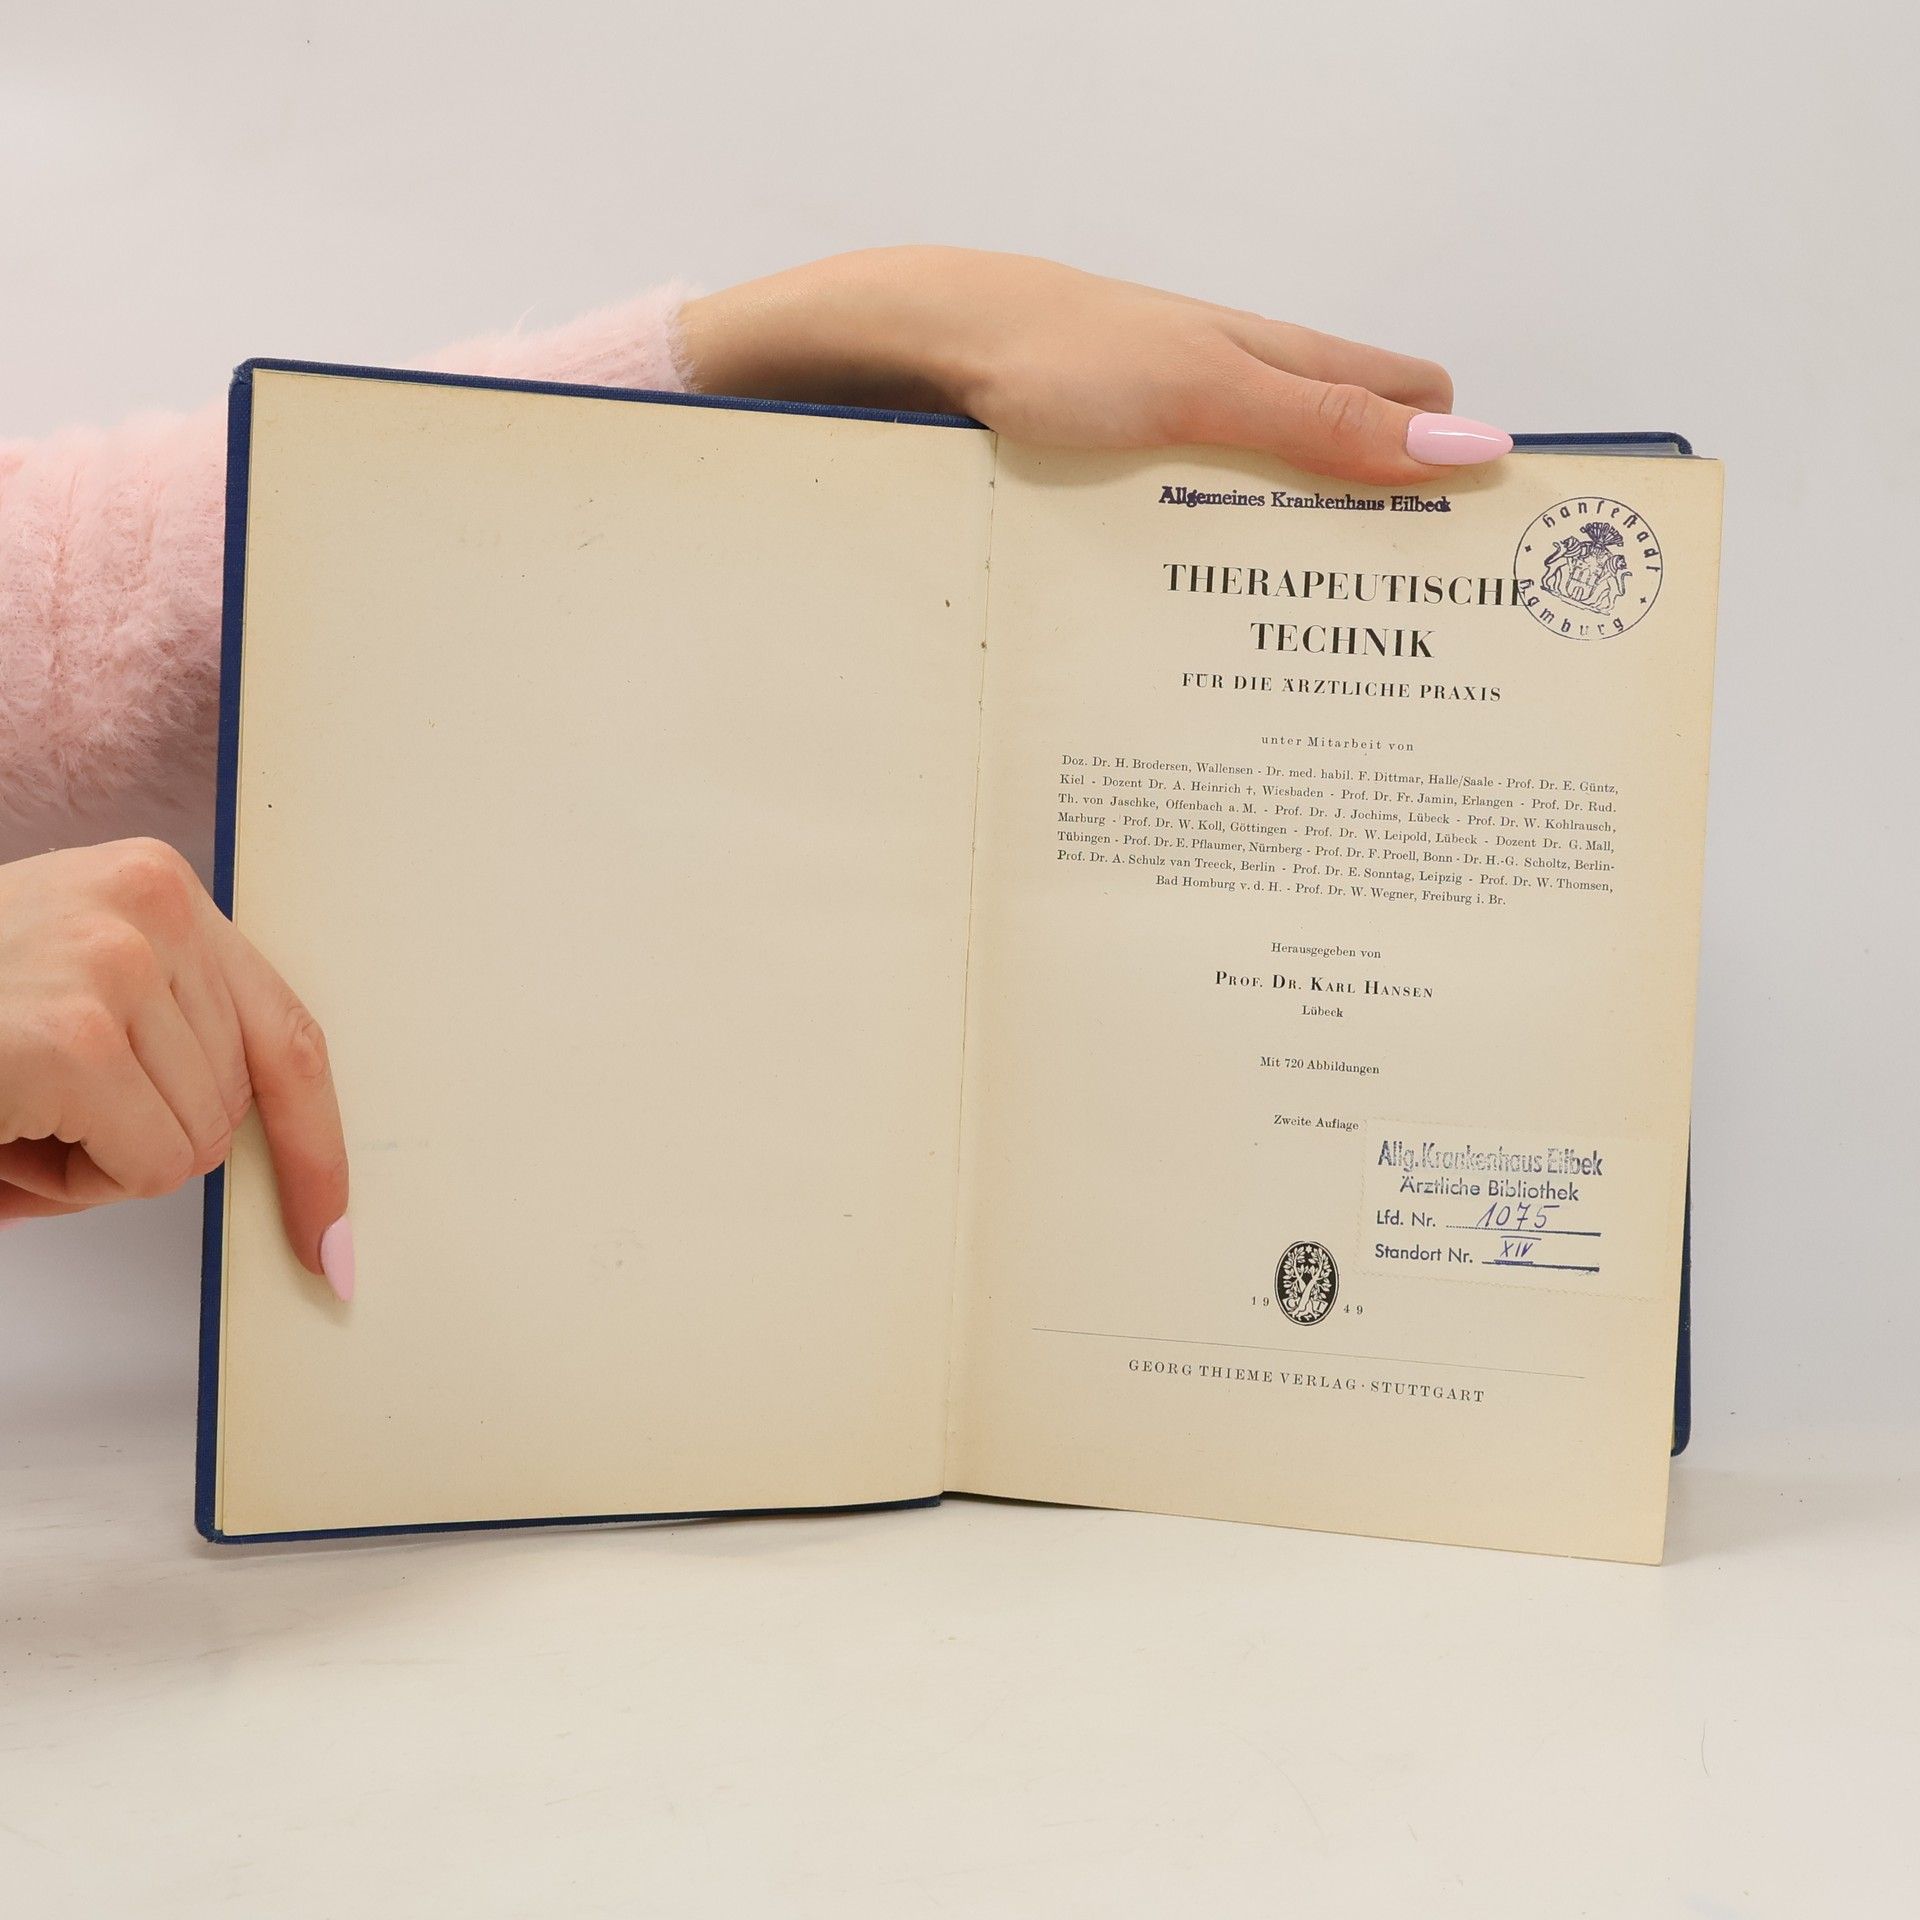 Allgemeines Krankenhaus Eilbeck
Hansestadt Hamburg
THERAPEUTISCHE
TECHNIK
FÜR DIE ÄRZTLICHE PRAXIS
unter Mitarbeit von
Doz. Dr. H. Brodersen, Wallensen - Dr. med. habil. F. Dittmar, Halle/Saale - Prof. Dr. E. Güntz,
Kiel - Dozent Dr. A. Heinrich †, Wiesbaden - Prof. Dr. Fr. Jamin, Erlangen - Prof. Dr. Rud.
Th. von Jaschke, Offenbach a. M. - Prof. Dr. J. Jochims, Lübeck - Prof. Dr. W. Kohlrausch,
Marburg - Prof. Dr. W. Koll, Göttingen - Prof. Dr. W. Leipold, Lübeck - Dozent Dr. G. Mall,
Tübingen - Prof. Dr. E. Pflaumer, Nürnberg - Prof. Dr. F. Proell, Bonn - Dr. H.-G. Scholtz, Berlin-
Prof. Dr. A. Schulz van Treeck, Berlin - Prof. Dr. E. Sonntag, Leipzig - Prof. Dr. W. Thomsen,
Bad Homburg v. d. H. - Prof. Dr. W. Wegner, Freiburg i. Br.
Herausgegeben von
PROF. DR. KARL HANSEN
Lübeck
Mit 720 Abbildungen
Zweite Auflage
Allg. Krankenhaus Eilbek
Ärztliche Bibliothek
Lfd. Nr. 1075
Standort Nr. XIV
19 GT 49
GEORG THIEME VERLAG · STUTTGART